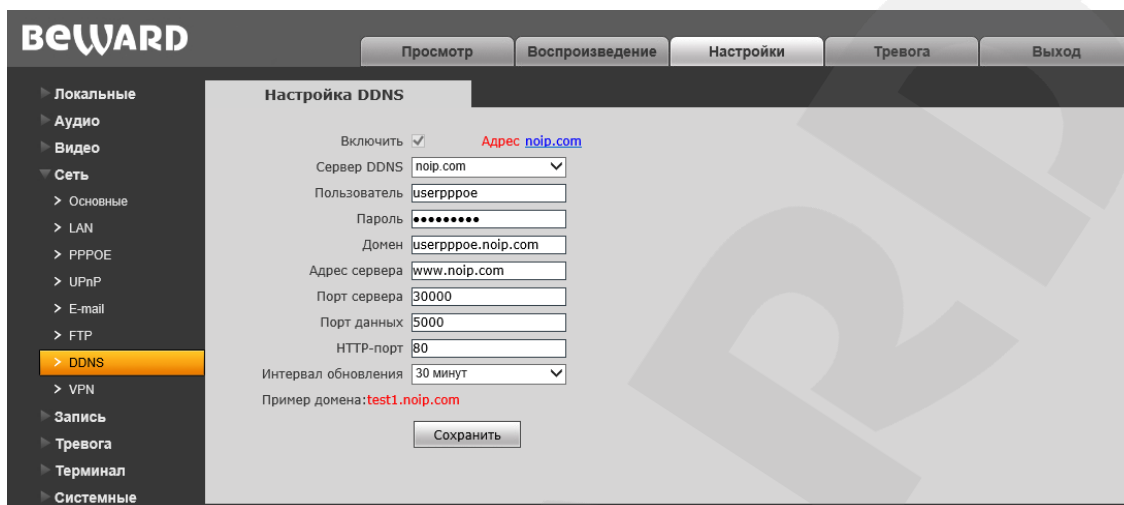 BEWARD
Просмотр
Воспроизведение
Настройки
Тревога
Выход
Локальные
Аудио
Видео
Сеть
> Основные
> LAN
> PPPOE
> UPnP
> E-mail
> FTP
> DDNS
> VPN
Запись
Тревога
Терминал
Системные
Настройка DDNS
Включить Адрес noip.com
Сервер DDNS noip.com
Пользователь userpppoe
Пароль •••••••••
Домен userpppoe.noip.com
Адрес сервера www.noip.com
Порт сервера 30000
Порт данных 5000
HTTP-порт 80
Интервал обновления 30 минут
Пример домена:test1.noip.com
Сохранить